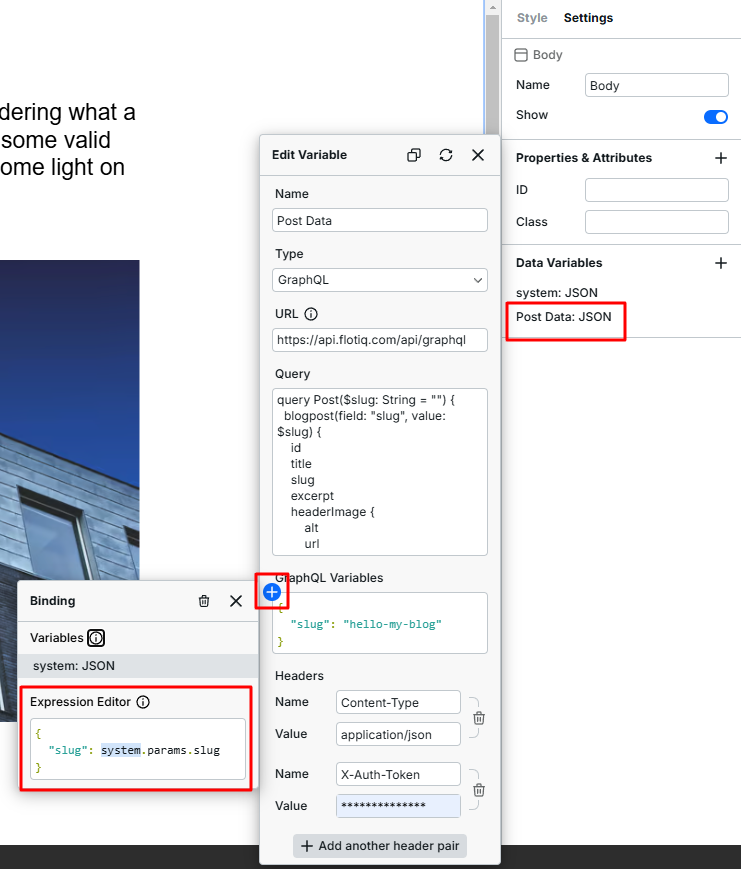 dering what a
some valid
ome light on
Style Settings
Body
Name Body
Show
Properties & Attributes
ID
Class
Data Variables
system: JSON
Post Data: JSON
Edit Variable
Name
Post Data
Type
GraphQL
URL
https://api.flotiq.com/api/graphql
Query
query Post($slug: String = "") {
blogpost(field: "slug", value:
$slug) {
id
title
slug
excerpt
headerImage {
alt
url
GraphQL Variables
{
"slug": "hello-my-blog"
}
Headers
Name Content-Type
Value application/json
Name X-Auth-Token
Value **************
Add another header pair
Binding
Variables
system: JSON
Expression Editor
{
"slug": system.params.slug
}